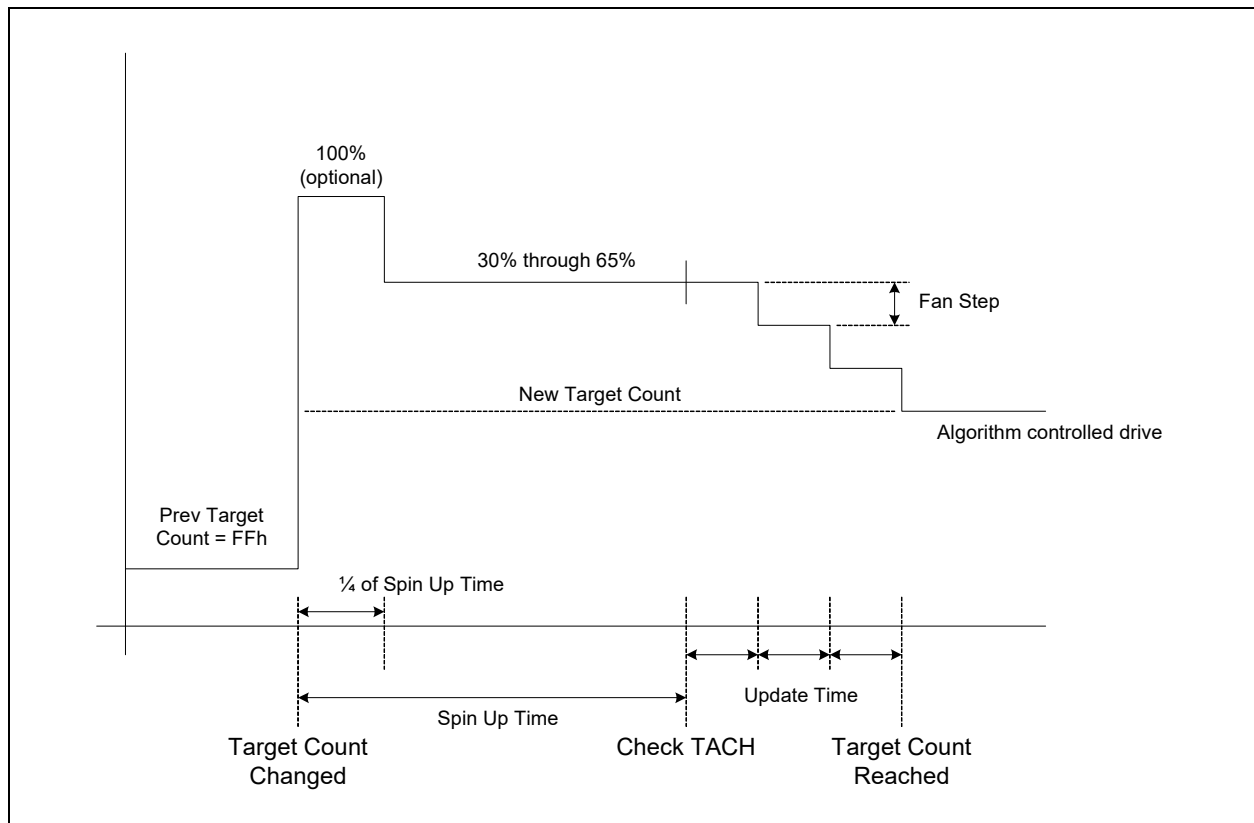 100%
(optional)
30% through 65%
Fan Step
New Target Count
Algorithm controlled drive
Prev Target
Count = FFh
¼ of Spin Up Time
Update Time
Spin Up Time
Target Count
Changed
Check TACH
Target Count
Reached